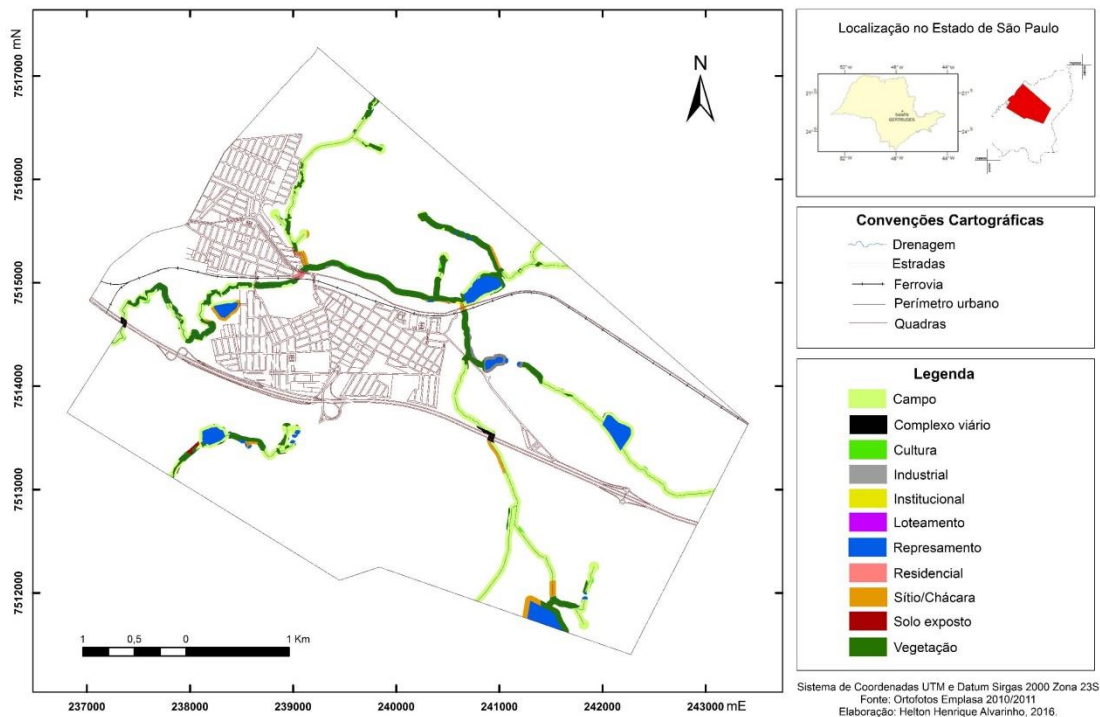 7517000 mN
7516000
7515000
7514000
7513000
7512000
N
1 0,5 0 1 Km
237000 238000 239000 240000 241000 242000 243000 mE
Localização no Estado de São Paulo
SANTA
GERTRUDES
Convenções Cartográficas
Drenagem
Estradas
Ferrovia
Perímetro urbano
Quadras
Legenda
Campo
Complexo viário
Cultura
Industrial
Institucional
Loteamento
Represamento
Residencial
Sítio/Chácara
Solo exposto
Vegetação
Sistema de Coordenadas UTM e Datum Sirgas 2000 Zona 23S
Fonte: Ortofotos Emplasa 2010/2011
Elaboração: Helton Henrique Alvarinho, 2016.